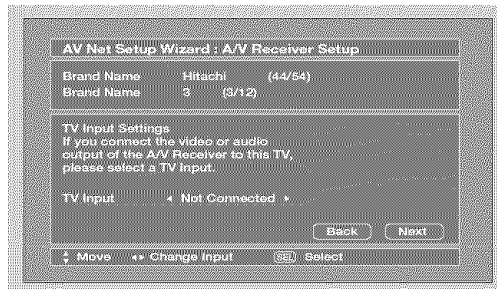 AV Net Setup Wizard : A/V Receiver Setup
Brand Name Hitachi (44/54)
Brand Name 3 (3/12)
TV Input Settings
If you connect the video or audio
output of the A/V Receiver to this TV,
please select a TV Input.
TV Input Not Connected
Back Next
Move Change Input SEL Select